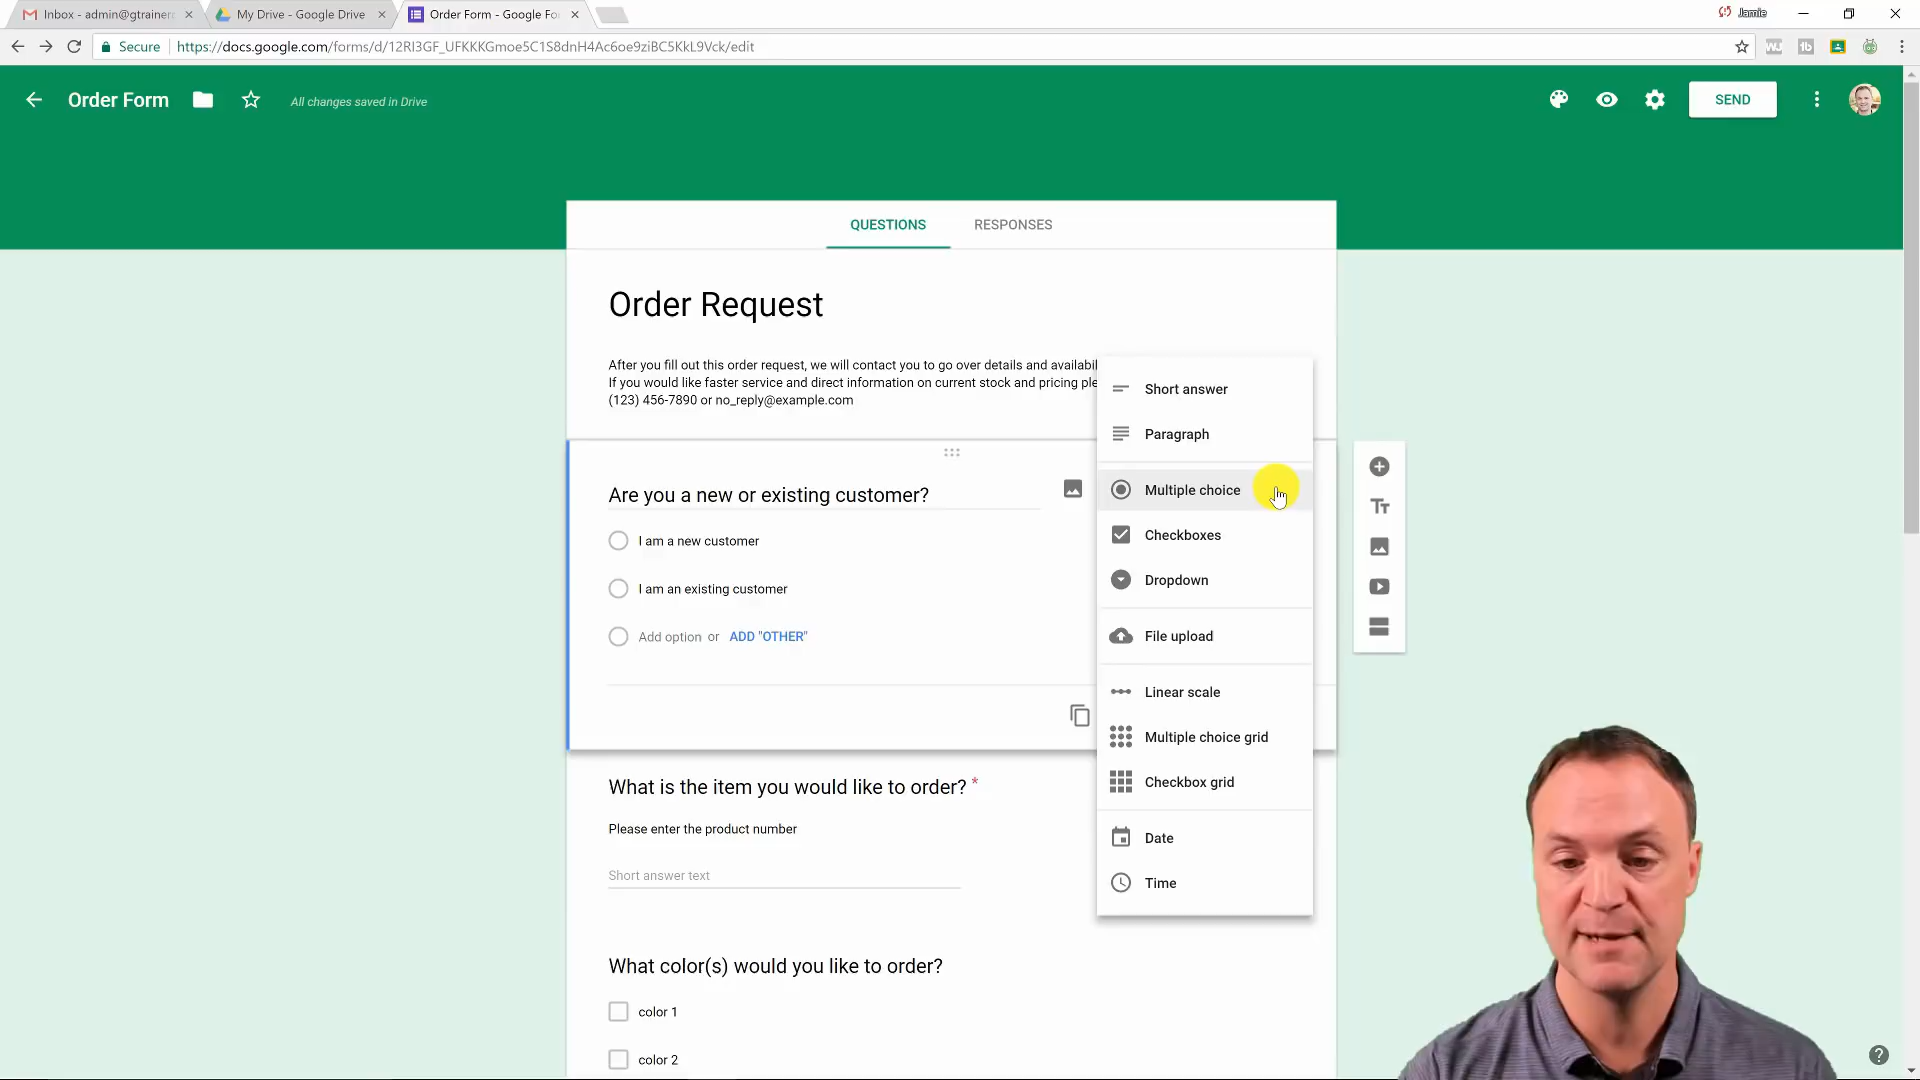 Inbox - admin@gtrainer
My Drive - Google Drive
Order Form - Google Fo
Jamie
Secure
https://docs.google.com/forms/d/12RI3GF_UFKKKGmoe5C1S8dnH4Ac6oe9ziBC5KkL9Vck/edit
Order Form
All changes saved in Drive
SEND
QUESTIONS
RESPONSES
Order Request
After you fill out this order request, we will contact you to go over details and availabil
If you would like faster service and direct information on current stock and pricing ple
(123) 456-7890 or no_reply@example.com
Are you a new or existing customer?
I am a new customer
I am an existing customer
Add option or ADD "OTHER"
Short answer
Paragraph
Multiple choice
Checkboxes
Dropdown
File upload
Linear scale
Multiple choice grid
Checkbox grid
Date
Time
Tт
What is the item you would like to order? *
Please enter the product number
Short answer text
What color(s) would you like to order?
color 1
color 2